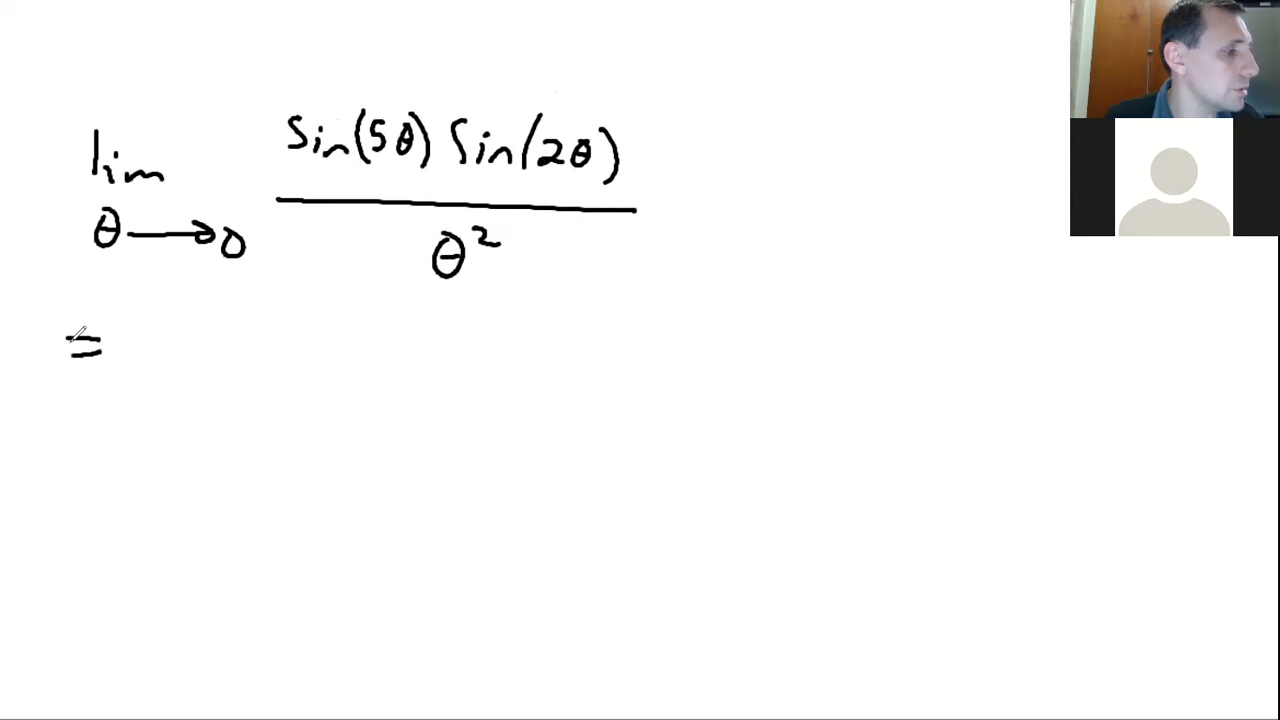 lim θ→0 sin(5θ) sin(2θ) / θ²
=